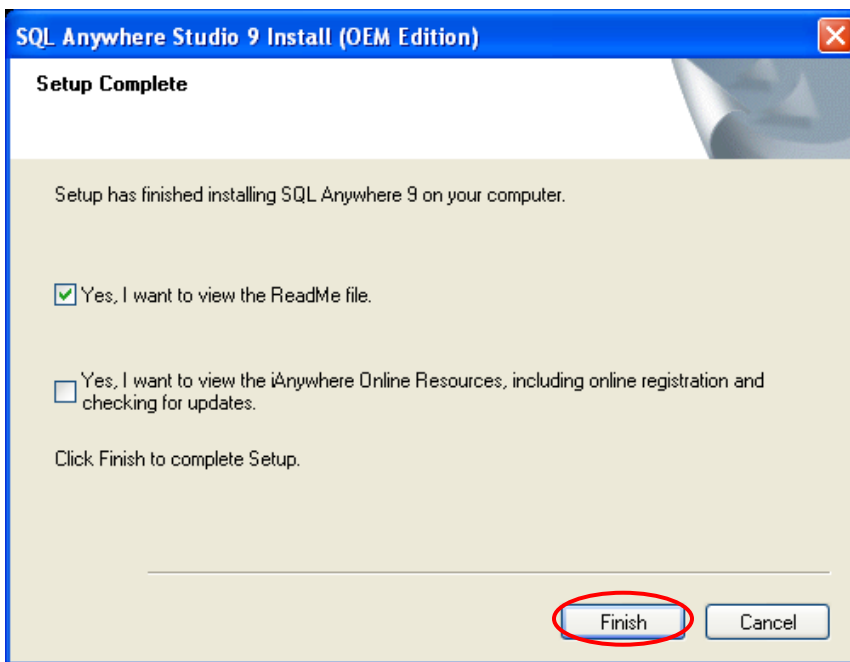 SQL Anywhere Studio 9 Install (OEM Edition)
Setup Complete
Setup has finished installing SQL Anywhere 9 on your computer.
Yes, I want to view the ReadMe file.
Yes, I want to view the iAnywhere Online Resources, including online registration and
checking for updates.
Click Finish to complete Setup.
Finish
Cancel